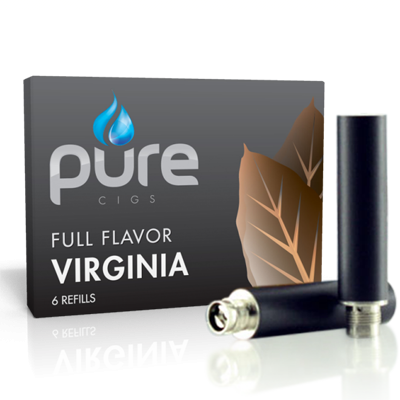 pure
CIGS
FULL FLAVOR
VIRGINIA
6 REFILLS